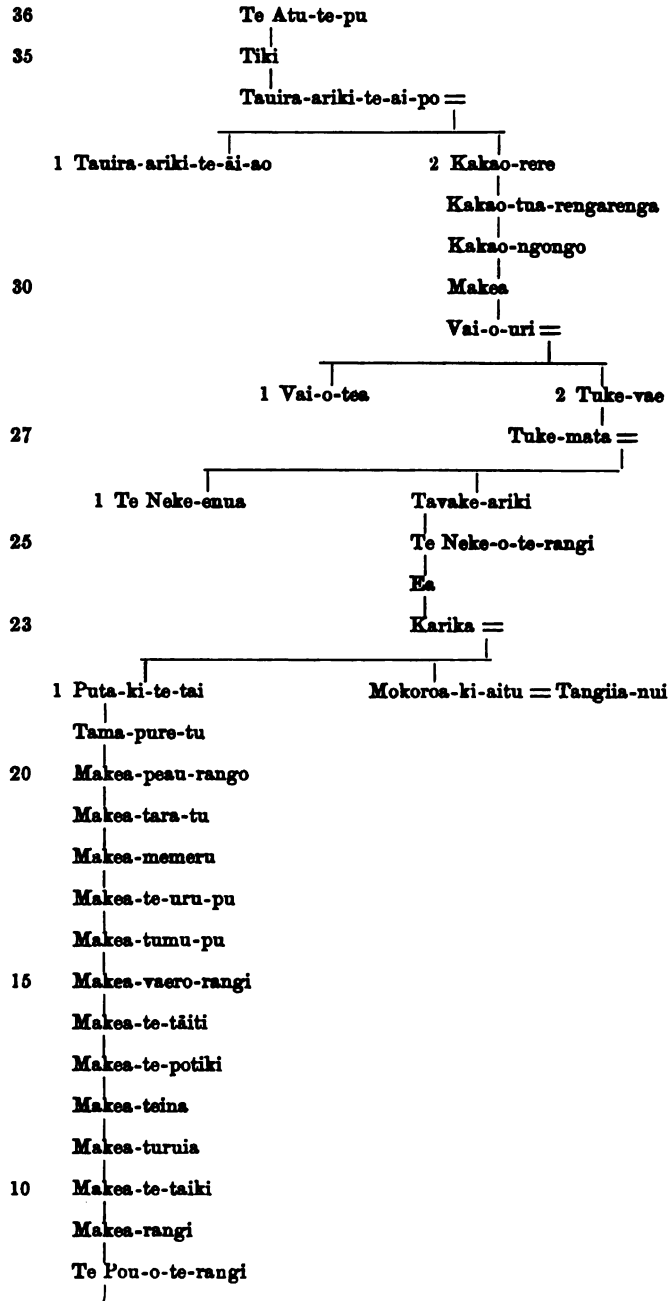 36 Te Atu-te-pu
35 Tiki
Tauira-ariki-te-ai-po =
1 Tauira-ariki-te-āi-ao 2 Kakao-rere
Kakao-tua-rengarenga
Kakao-ngongo
30 Makea
Vai-o-uri =
1 Vai-o-tea 2 Tuke-vae
27 Tuke-mata =
1 Te Neke-enua Tavake-ariki
25 Te Neke-o-te-rangi
Ea
23 Karika =
1 Puta-ki-te-tai Mokoroa-ki-aitu = Tangiia-nui
Tama-pure-tu
20 Makea-peau-rango
Makea-tara-tu
Makea-memeru
Makea-te-uru-pu
Makea-tumu-pu
15 Makea-vaero-rangi
Makea-te-tāiti
Makea-te-potiki
Makea-teina
Makea-turuia
10 Makea-te-taiki
Makea-rangi
Te Pou-o-te-rangi